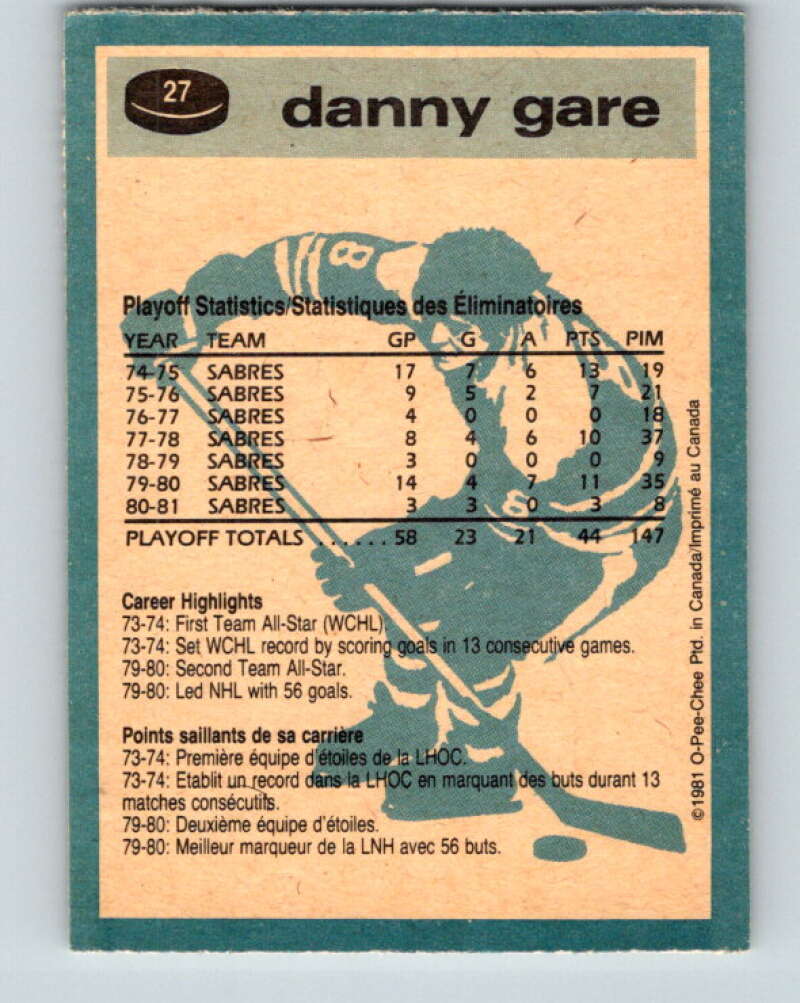 27
danny gare
Playoff Statistics/Statistiques des Éliminatoires
YEAR TEAM GP G A PTS PIM
74-75 SABRES 17 7 6 13 19
75-76 SABRES 9 5 2 7 21
76-77 SABRES 4 0 0 0 18
77-78 SABRES 8 4 6 10 37
78-79 SABRES 3 0 0 0 9
79-80 SABRES 14 4 7 11 35
80-81 SABRES 3 3 0 3 8
PLAYOFF TOTALS ...... 58 23 21 44 147
Career Highlights
73-74: First Team All-Star (WCHL).
73-74: Set WCHL record by scoring goals in 13 consecutive games.
79-80: Second Team All-Star.
79-80: Led NHL with 56 goals.
Points saillants de sa carrière
73-74: Première équipe d'étoiles de la LHOC.
73-74: Etablit un record dans la LHOC en marquant des buts durant 13
matches consécutifs.
79-80: Deuxième équipe d'étoiles.
79-80: Meilleur marqueur de la LNH avec 56 buts.
©1981 O-Pee-Chee Ptd. in Canada/Imprimé au Canada
8
8